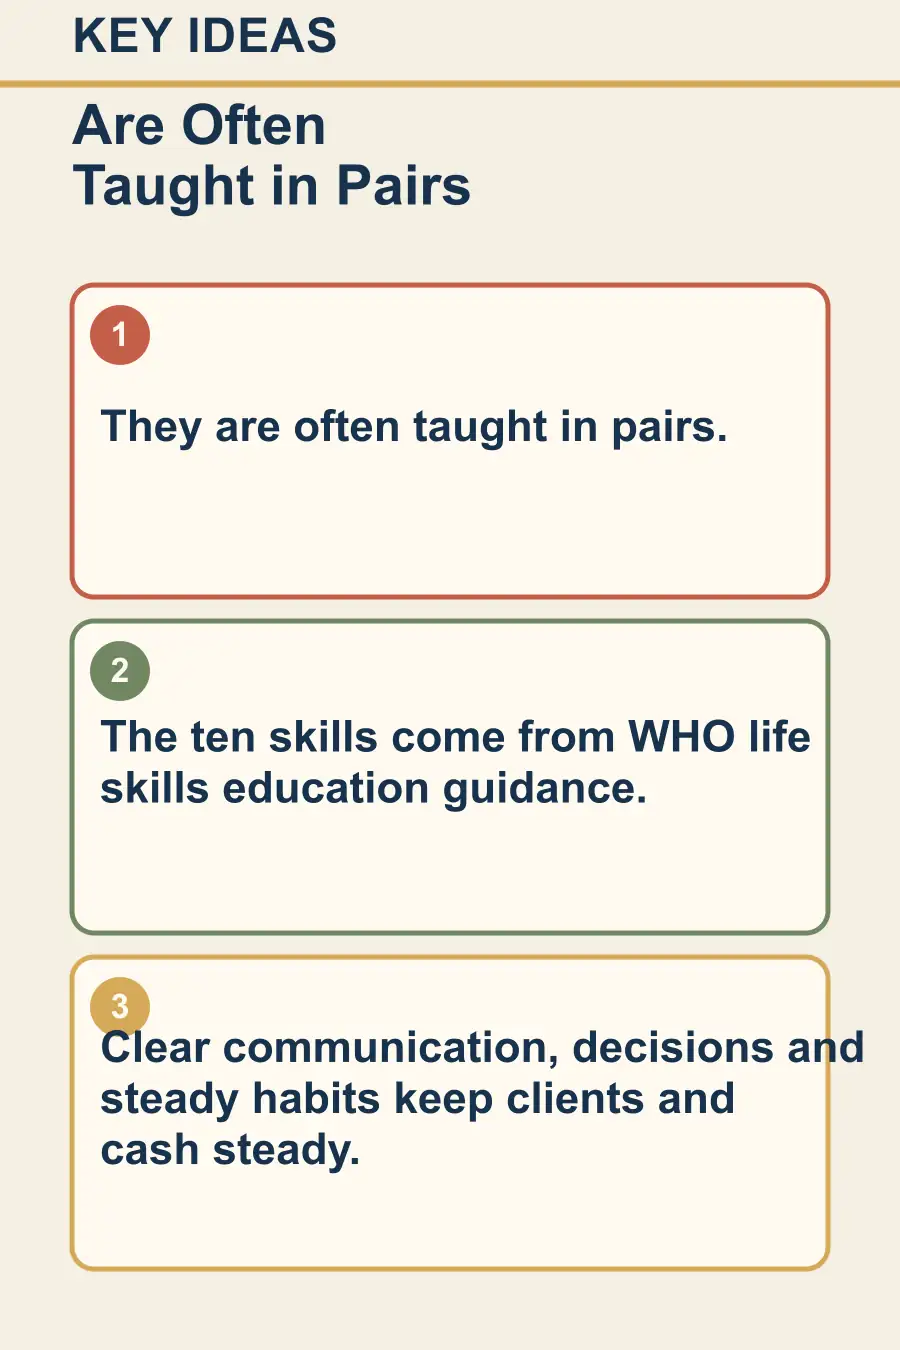 KEY IDEAS
Are Often
Taught in Pairs
1
They are often taught in pairs.
2
The ten skills come from WHO life
skills education guidance.
3
Clear communication, decisions and
steady habits keep clients and
cash steady.